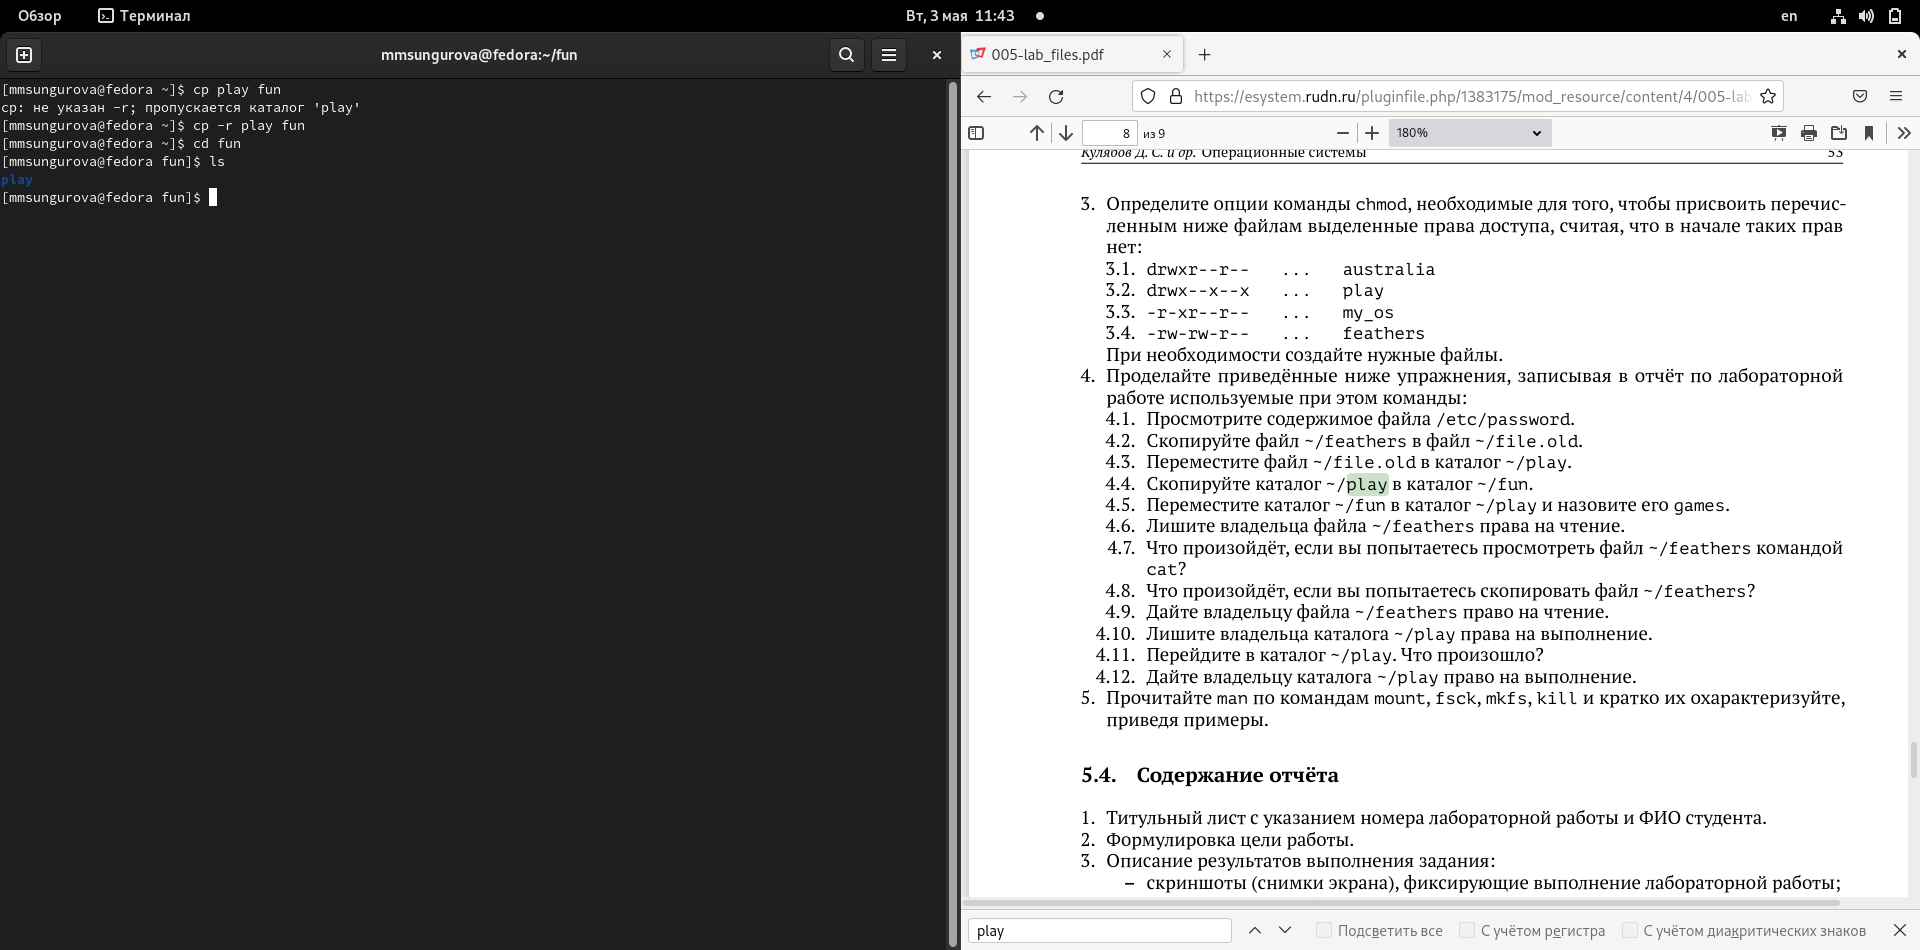 Обзор
Терминал
Вт, 3 мая 11:43
en
mmsungurova@fedora:~/fun
[mmsungurova@fedora ~]$ cp play fun
cp: не указан -r; пропускается каталог 'play'
[mmsungurova@fedora ~]$ cp -r play fun
[mmsungurova@fedora ~]$ cd fun
[mmsungurova@fedora fun]$ ls
play
[mmsungurova@fedora fun]$
005-lab_files.pdf
https://esystem.rudn.ru/pluginfile.php/1383175/mod_resource/content/4/005-lab
8 из 9
180%
Кулябов Д. С. и др. Операционные системы 53
3. Определите опции команды chmod, необходимые для того, чтобы присвоить перечис-
ленным ниже файлам выделенные права доступа, считая, что в начале таких прав
нет:
3.1. drwxr--r-- ... australia
3.2. drwx--x--x ... play
3.3. -r-xr--r-- ... my_os
3.4. -rw-rw-r-- ... feathers
При необходимости создайте нужные файлы.
4. Проделайте приведённые ниже упражнения, записывая в отчёт по лабораторной
работе используемые при этом команды:
4.1. Просмотрите содержимое файла /etc/password.
4.2. Скопируйте файл ~/feathers в файл ~/file.old.
4.3. Переместите файл ~/file.old в каталог ~/play.
4.4. Скопируйте каталог ~/play в каталог ~/fun.
4.5. Переместите каталог ~/fun в каталог ~/play и назовите его games.
4.6. Лишите владельца файла ~/feathers права на чтение.
4.7. Что произойдёт, если вы попытаетесь просмотреть файл ~/feathers командой
cat?
4.8. Что произойдёт, если вы попытаетесь скопировать файл ~/feathers?
4.9. Дайте владельцу файла ~/feathers право на чтение.
4.10. Лишите владельца каталога ~/play права на выполнение.
4.11. Перейдите в каталог ~/play. Что произошло?
4.12. Дайте владельцу каталога ~/play право на выполнение.
5. Прочитайте man по командам mount, fsck, mkfs, kill и кратко их охарактеризуйте,
приведя примеры.
5.4. Содержание отчёта
1. Титульный лист с указанием номера лабораторной работы и ФИО студента.
2. Формулировка цели работы.
3. Описание результатов выполнения задания:
– скриншоты (снимки экрана), фиксирующие выполнение лабораторной работы;
play
Подсветить все
С учётом регистра
С учётом диакритических знаков